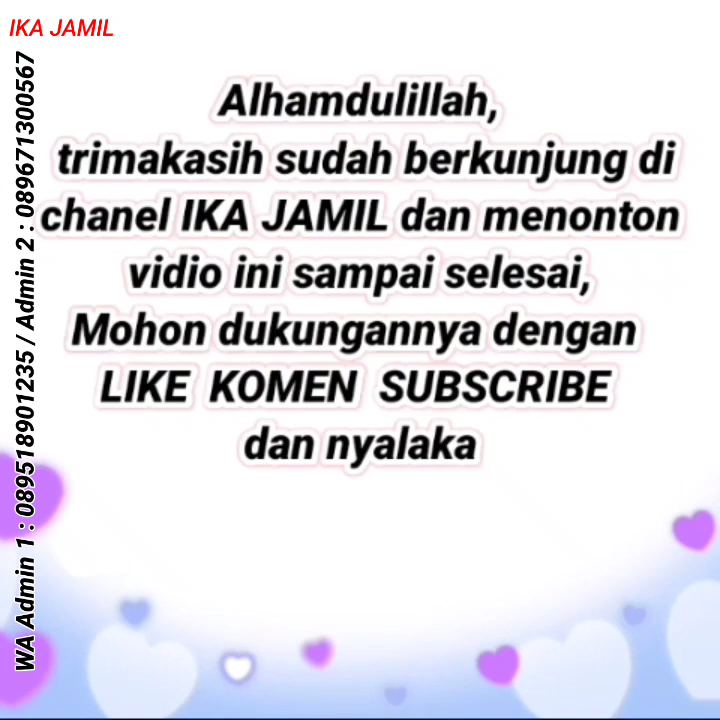 IKA JAMIL
WA Admin 1 : 089518901235 / Admin 2 : 089671300567
Alhamdulillah,
trimakasih sudah berkunjung di
chanel IKA JAMIL dan menonton
vidio ini sampai selesai,
Mohon dukungannya dengan
LIKE KOMEN SUBSCRIBE
dan nyalaka